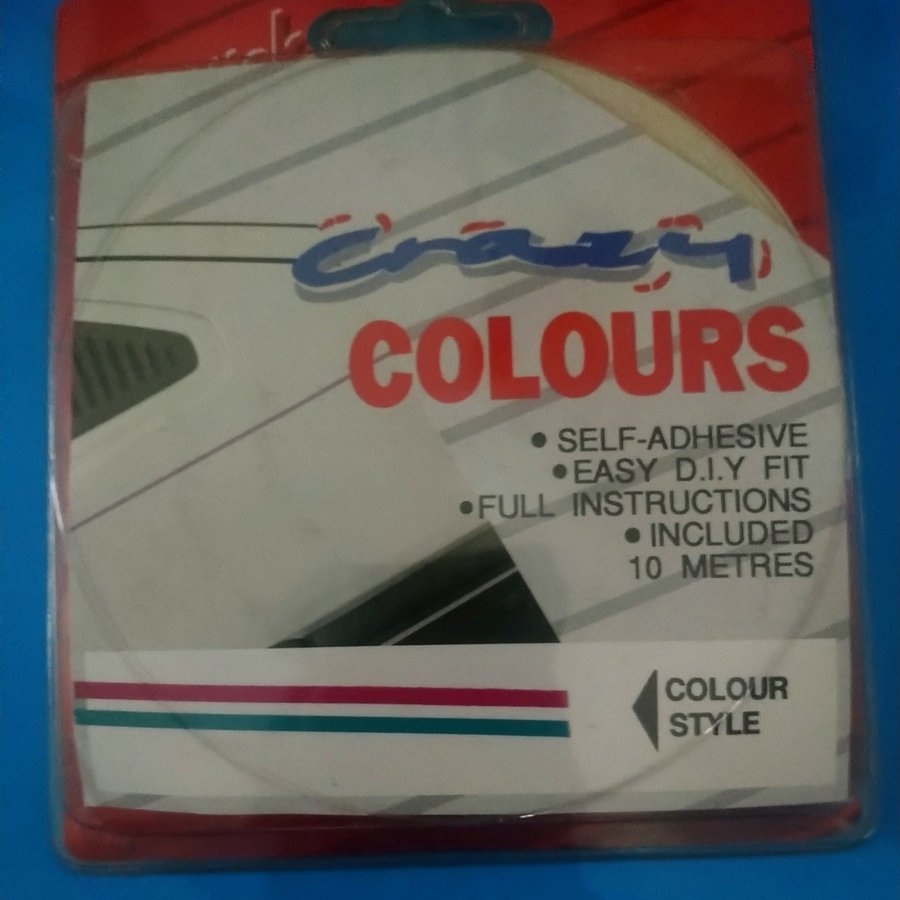 Crazy
COLOURS
• SELF-ADHESIVE
• EASY D.I.Y FIT
• FULL INSTRUCTIONS
• INCLUDED
10 METRES
COLOUR
STYLE